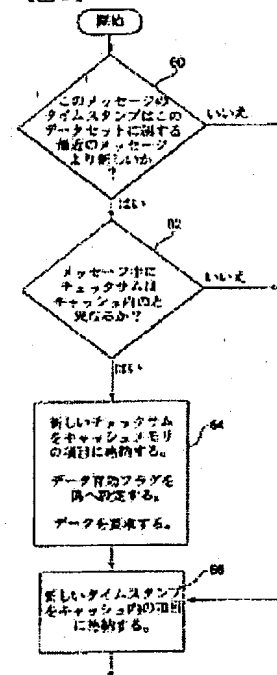 開始
60
このメッセージの
タイムスタンプはこの
データセットに関する
最近のメッセージ
より新しいか
?
いいえ
はい
62
メッセージ中に
チェックサムは
キャッシュ内のと
異なるか?
いいえ
はい
64
新しいチェックサム
をキャッシュメモリ
の項目に格納する。
データ有効フラグを
偽へ設定する。
データを要求する。
66
新しいタイムスタンプ
をキャッシュ内の項目
に格納する。